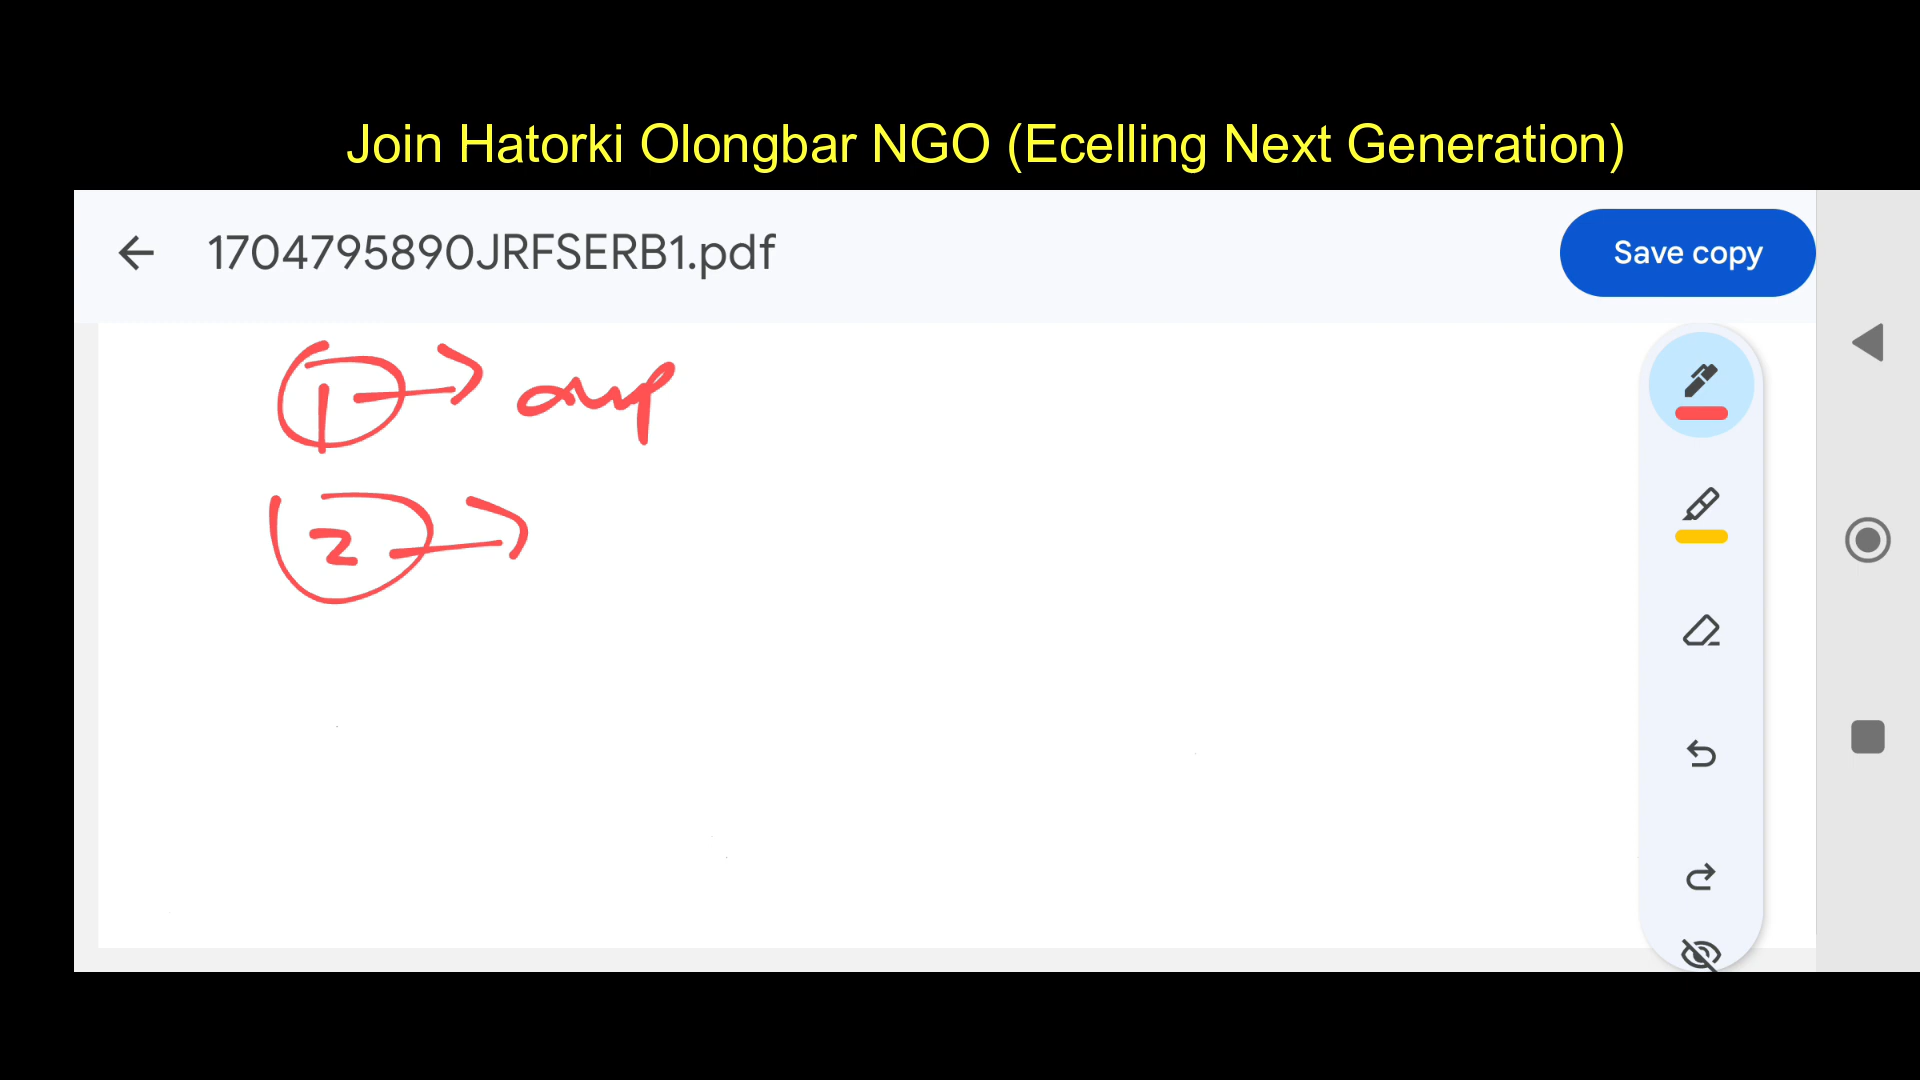 Join Hatorki Olongbar NGO (Ecelling Next Generation)
1704795890JRFSERB1.pdf
Save copy
1 →
2 →